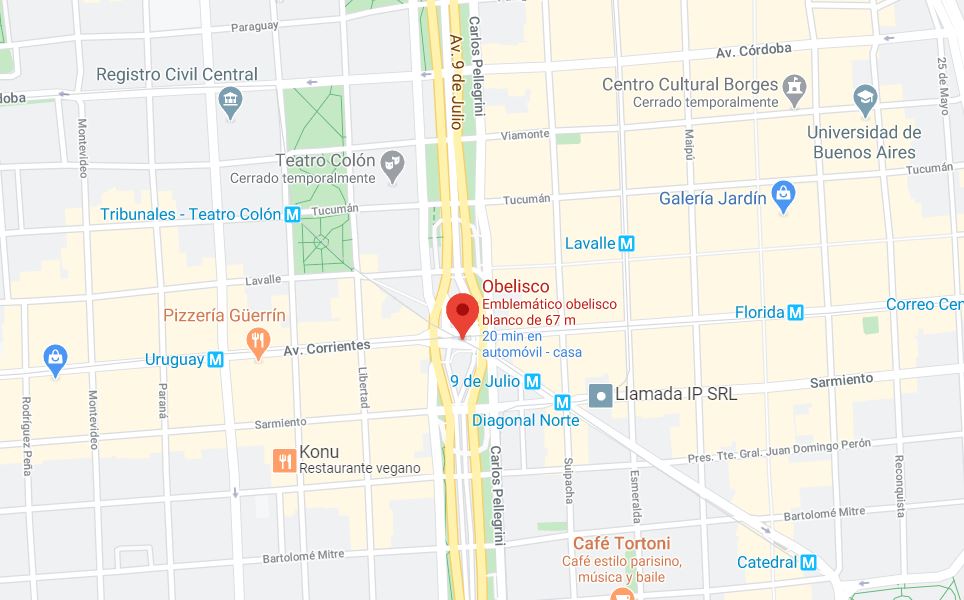 Paraguay
Carlos Pellegrini
Av. 9 de Julio
Av. Córdoba
25 de Mayo
Registro Civil Central
Centro Cultural Borges
Cerrado temporalmente
doba
Montevideo
Viamonte
Maipú
Universidad de
Buenos Aires
Teatro Colón
Cerrado temporalmente
Tucumán
Galería Jardín
Tucumán
Tribunales - Teatro Colón M
Tucumán
Lavalle M
Lavalle
Obelisco
Emblemático obelisco
blanco de 67 m
20 min en
automóvil - casa
Correo Cen
Florida M
Pizzería Güerrín
Av. Corrientes
Uruguay M
9 de Julio M
Sarmiento
Llamada IP SRL
M
Diagonal Norte
Libertad
Paraná
Montevideo
Rodríguez Peña
Sarmiento
Konu
Restaurante vegano
Pres. Tte. Gral. Juan Domingo Perón
Carlos Pellegrini
Suipacha
Esmeralda
Reconquista
Bartolomé Mitre
Bartolomé Mitre
Café Tortoni
Café estilo parisino,
música y baile
Catedral M